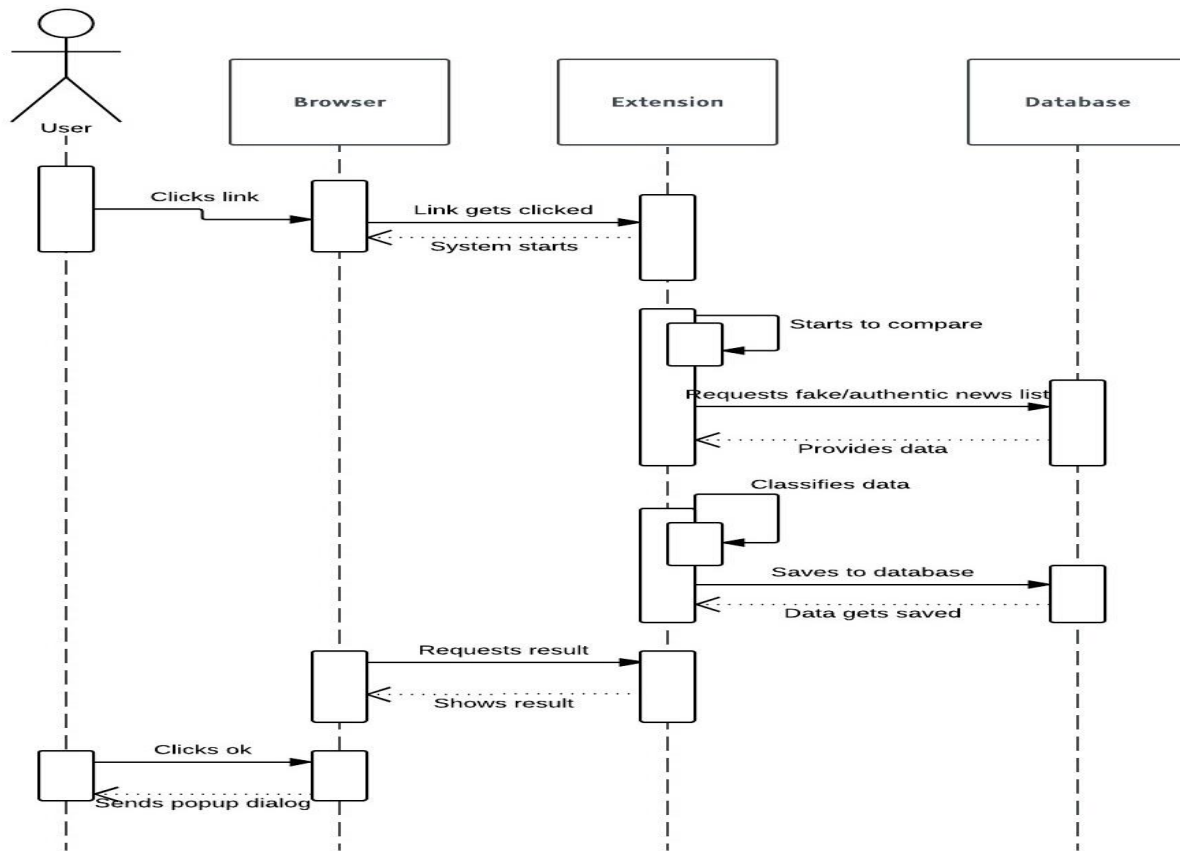 User
Browser
Extension
Database
Clicks link
Link gets clicked
System starts
Starts to compare
Requests fake/authentic news list
Provides data
Classifies data
Saves to database
Data gets saved
Requests result
Shows result
Clicks ok
Sends popup dialog